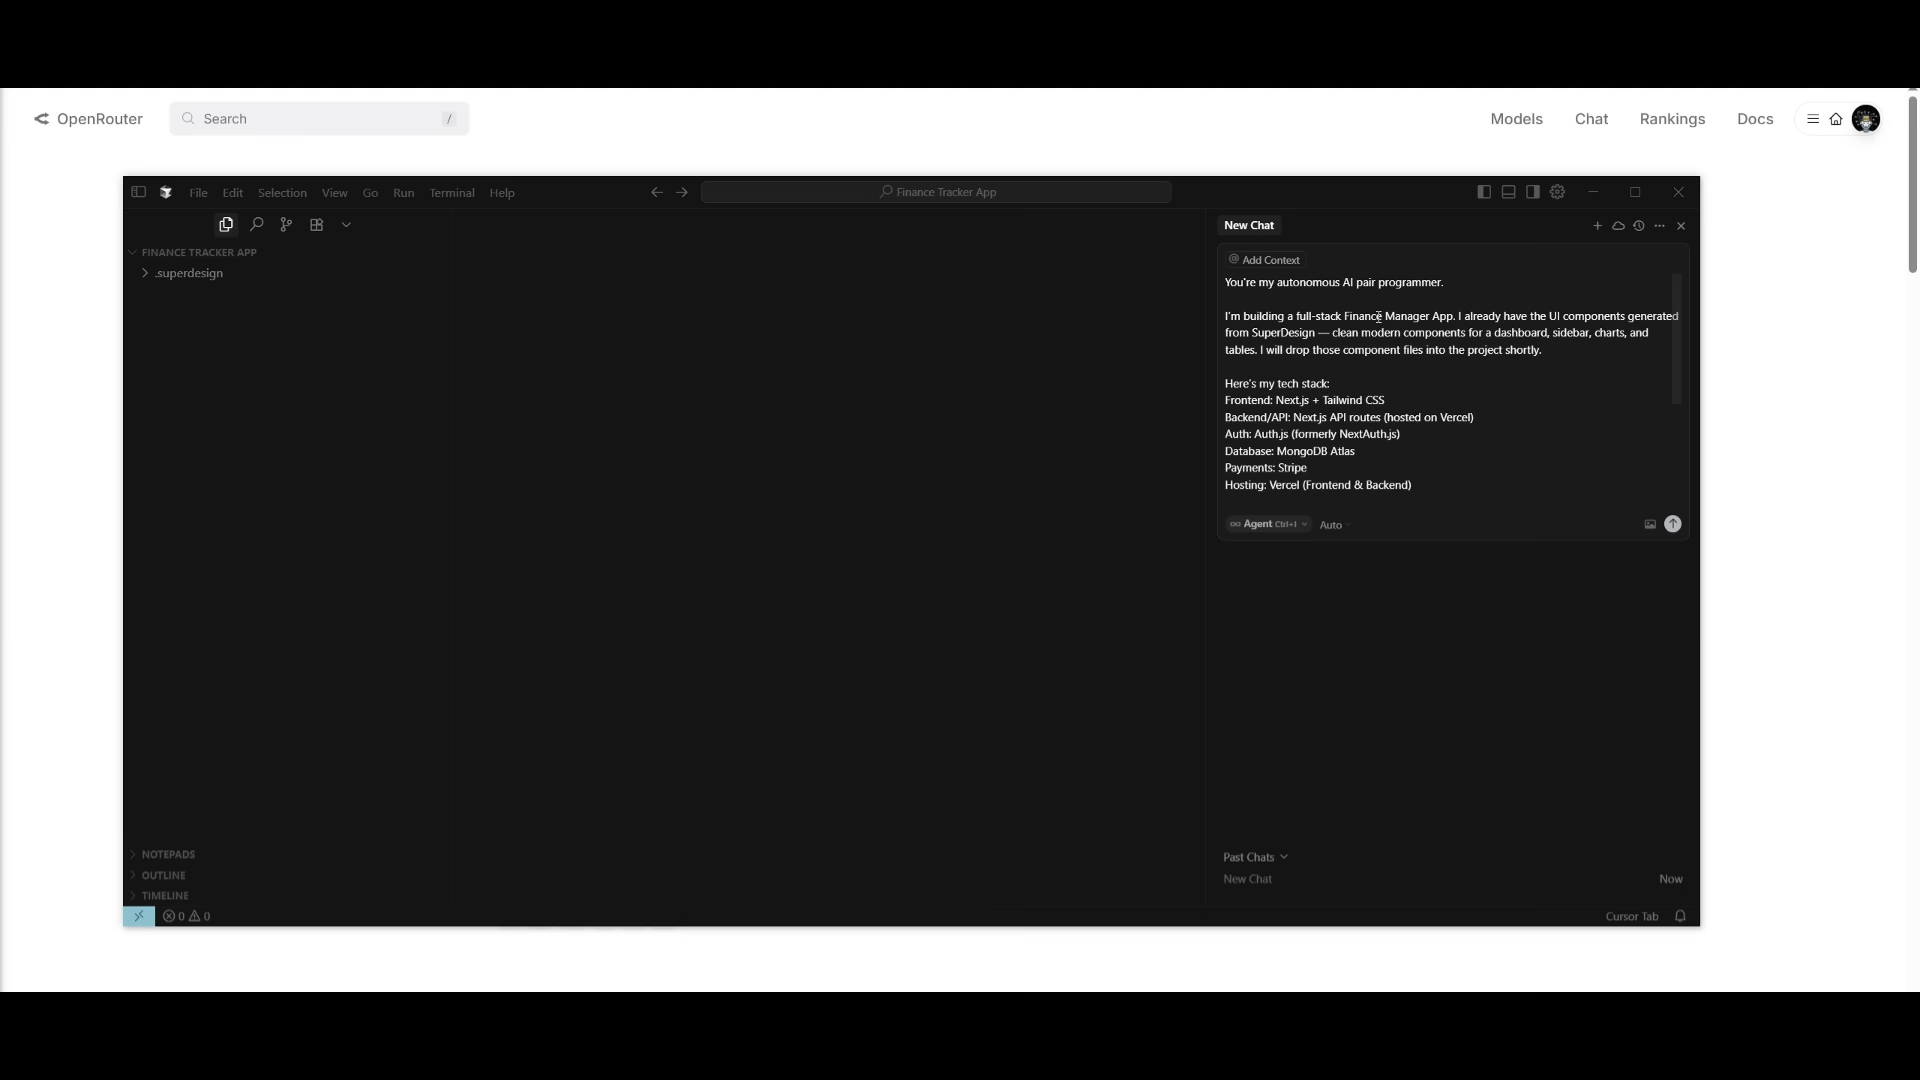 OpenRouter
Search /
Models Chat Rankings Docs
File Edit Selection View Go Run Terminal Help
Finance Tracker App
FINANCE TRACKER APP
.superdesign
New Chat
@ Add Context
You're my autonomous AI pair programmer.
I'm building a full-stack Finance Manager App. I already have the UI components generated
from SuperDesign — clean modern components for a dashboard, sidebar, charts, and
tables. I will drop those component files into the project shortly.
Here's my tech stack:
Frontend: Next.js + Tailwind CSS
Backend/API: Next.js API routes (hosted on Vercel)
Auth: Auth.js (formerly NextAuth.js)
Database: MongoDB Atlas
Payments: Stripe
Hosting: Vercel (Frontend & Backend)
Agent Ctrl+I Auto
NOTEPADS
OUTLINE
TIMELINE
Past Chats
New Chat Now
0 0
Cursor Tab